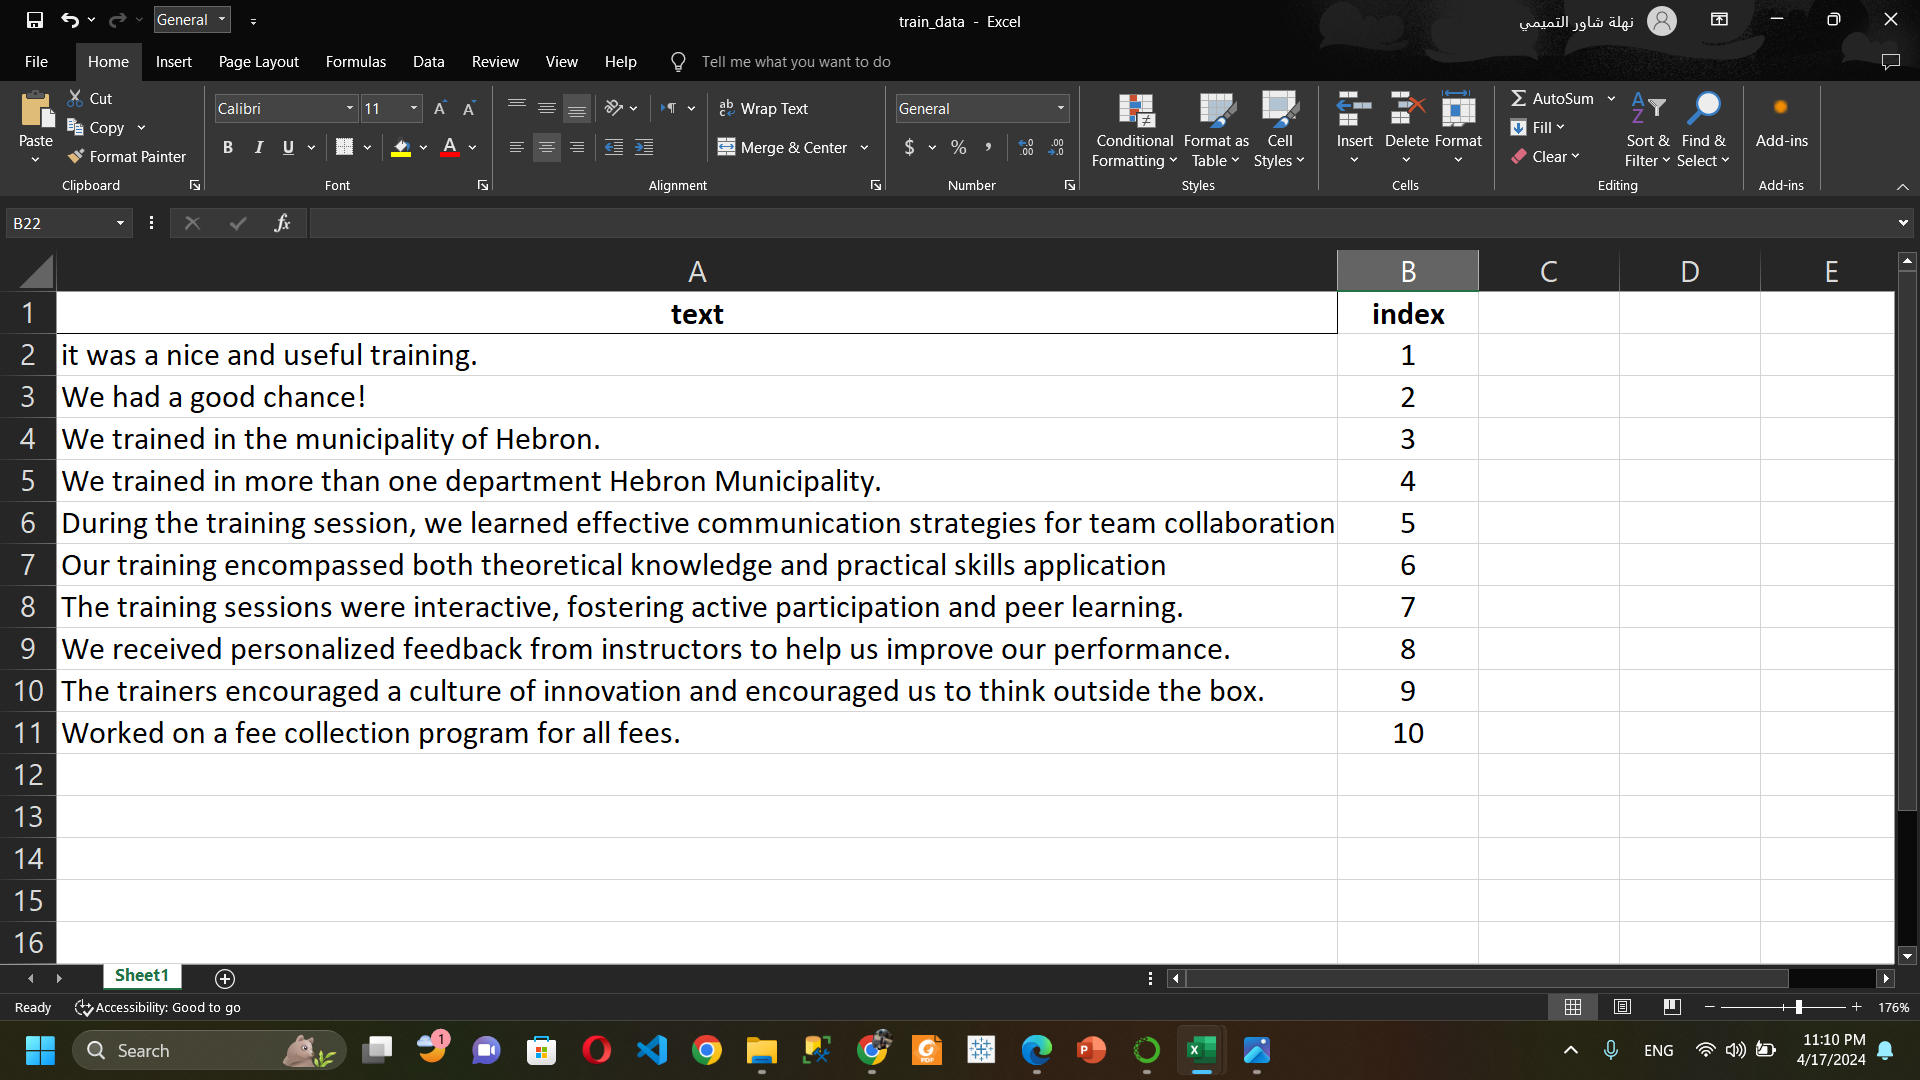 General
train_data - Excel
نهلة شاور التميمي
File Home Insert Page Layout Formulas Data Review View Help Tell me what you want to do
Paste
Cut
Copy
Format Painter
Clipboard
Calibri 11 A A
B I U A
Font
ab Wrap Text
Merge & Center
Alignment
General
$ % ,
Number
Conditional Formatting
Format as Table
Cell Styles
Styles
Insert Delete Format
Cells
AutoSum
Fill
Clear
Sort & Filter
Find & Select
Editing
Add-ins
Add-ins
B22 fx
A B C D E
1 text index
2 it was a nice and useful training. 1
3 We had a good chance! 2
4 We trained in the municipality of Hebron. 3
5 We trained in more than one department Hebron Municipality. 4
6 During the training session, we learned effective communication strategies for team collaboration 5
7 Our training encompassed both theoretical knowledge and practical skills application 6
8 The training sessions were interactive, fostering active participation and peer learning. 7
9 We received personalized feedback from instructors to help us improve our performance. 8
10 The trainers encouraged a culture of innovation and encouraged us to think outside the box. 9
11 Worked on a fee collection program for all fees. 10
12
13
14
15
16
Sheet1
Ready Accessibility: Good to go 176%
Search 1 ENG 11:10 PM
4/17/2024